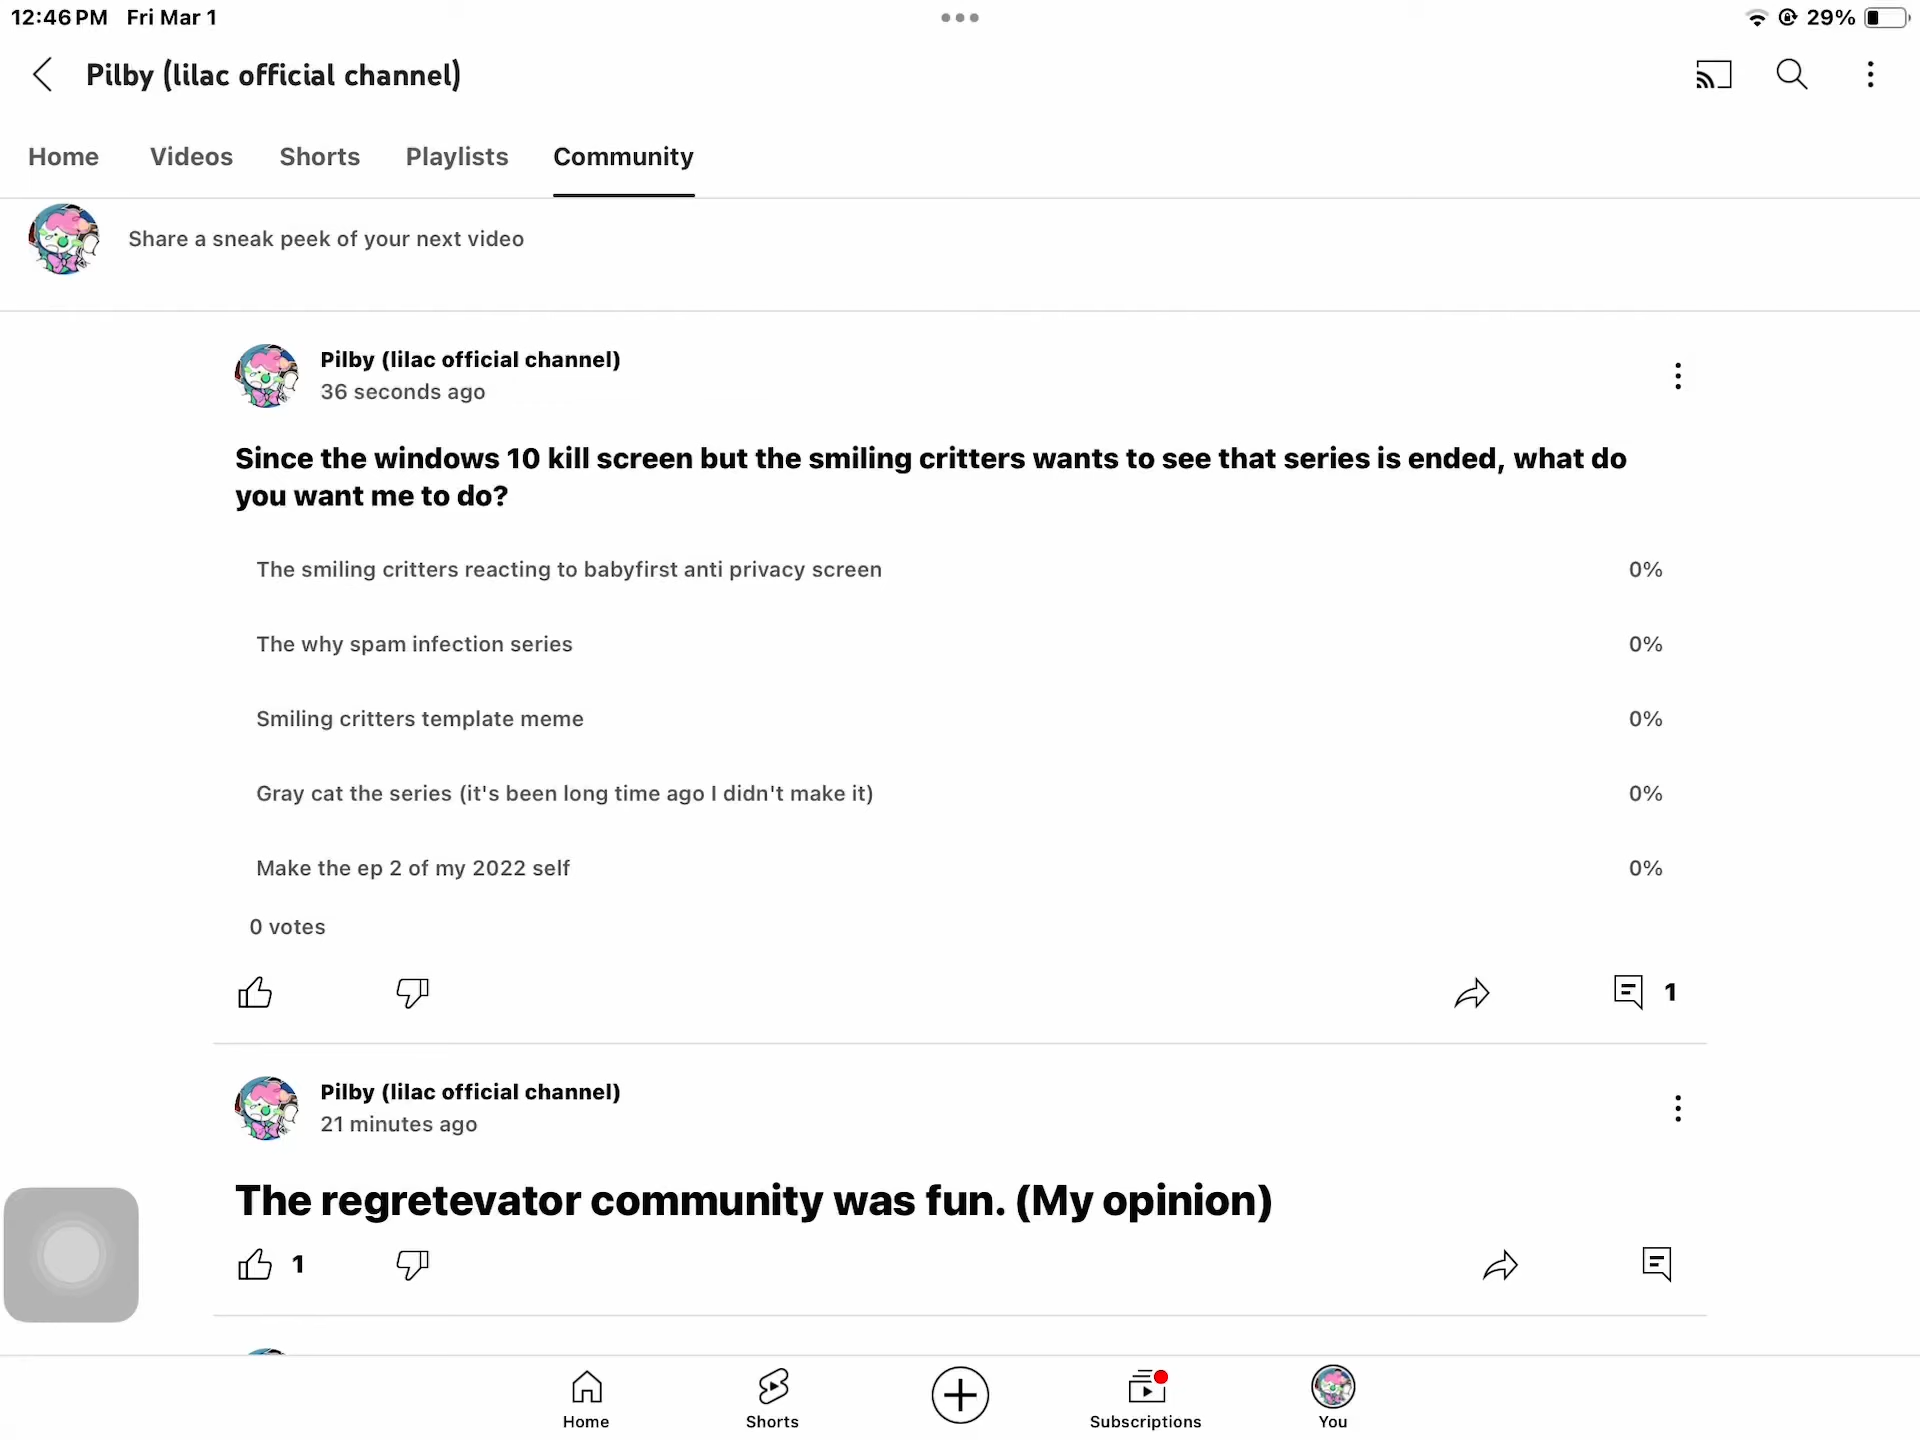 12:46 PM Fri Mar 1 29%
Pilby (lilac official channel)
Home Videos Shorts Playlists Community
Share a sneak peek of your next video
Pilby (lilac official channel)
36 seconds ago
Since the windows 10 kill screen but the smiling critters wants to see that series is ended, what do
you want me to do?
The smiling critters reacting to babyfirst anti privacy screen 0%
The why spam infection series 0%
Smiling critters template meme 0%
Gray cat the series (it's been long time ago I didn't make it) 0%
Make the ep 2 of my 2022 self 0%
0 votes
1
Pilby (lilac official channel)
21 minutes ago
The regretevator community was fun. (My opinion)
1
Home Shorts Subscriptions You